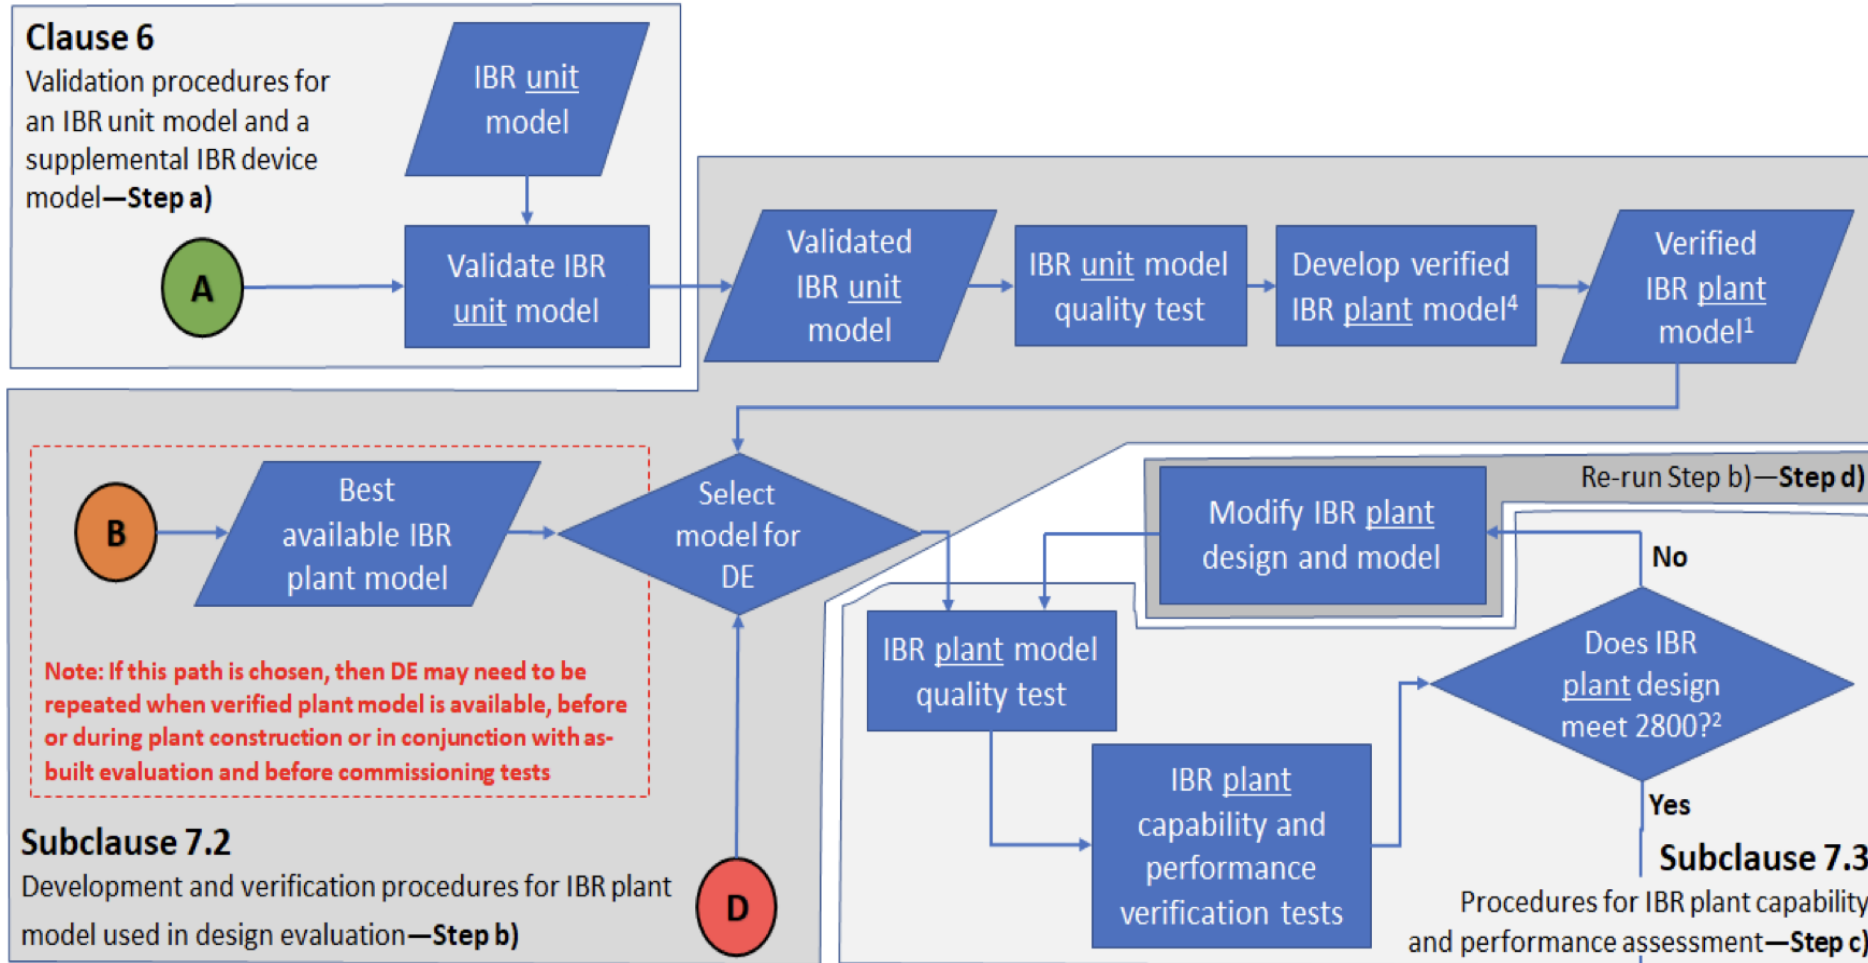 Clause 6
Validation procedures for
an IBR unit model and a
supplemental IBR device
model—Step a)
IBR unit
model
A
Validate IBR
unit model
Validated
IBR unit
model
IBR unit model
quality test
Develop verified
IBR plant model⁴
Verified
IBR plant
model¹
B
Best
available IBR
plant model
Select
model for
DE
Note: If this path is chosen, then DE may need to be
repeated when verified plant model is available, before
or during plant construction or in conjunction with as-
built evaluation and before commissioning tests
Subclause 7.2
Development and verification procedures for IBR plant
model used in design evaluation—Step b)
D
Re-run Step b)—Step d)
Modify IBR plant
design and model
No
IBR plant model
quality test
Does IBR
plant design
meet 2800?²
IBR plant
capability and
performance
verification tests
Yes
Subclause 7.3
Procedures for IBR plant capability
and performance assessment—Step c)